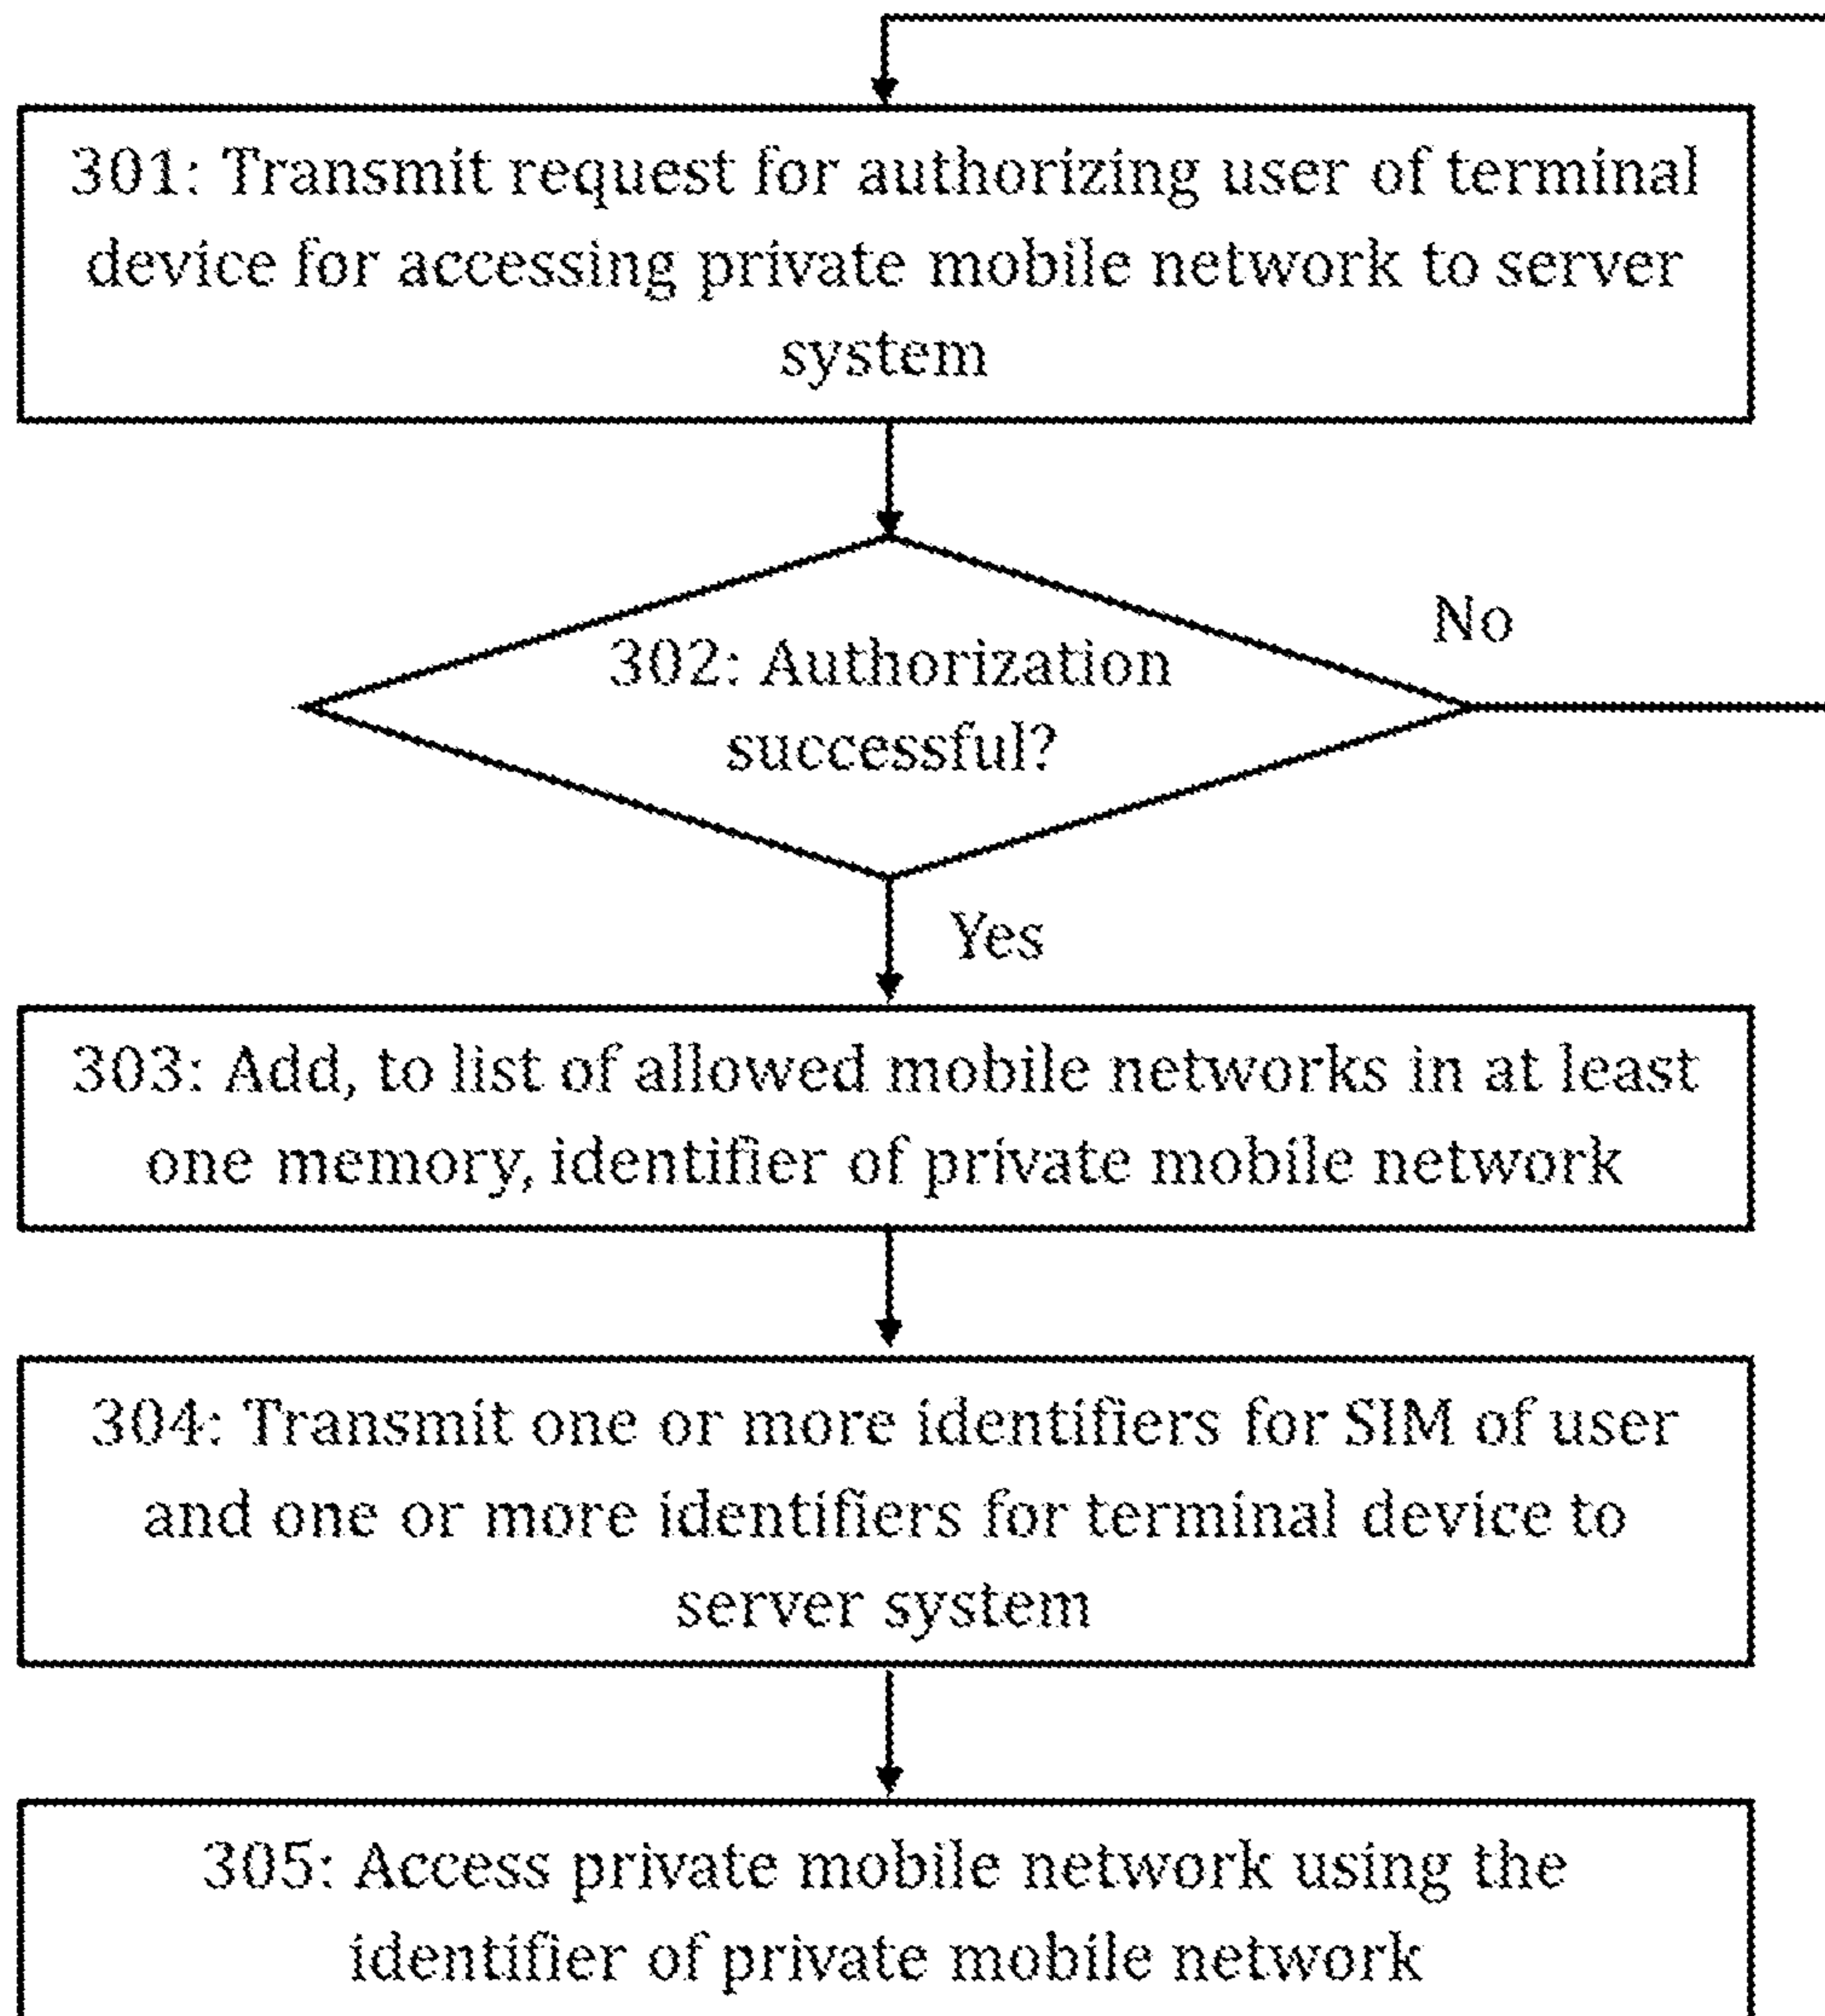 301: Transmit request for authorizing user of terminal
device for accessing private mobile network to server
system
No
302: Authorization
successful?
Yes
303: Add, to list of allowed mobile networks in at least
one memory, identifier of private mobile network
304: Transmit one or more identifiers for SIM of user
and one or more identifiers for terminal device to
server system
305: Access private mobile network using the
identifier of private mobile network